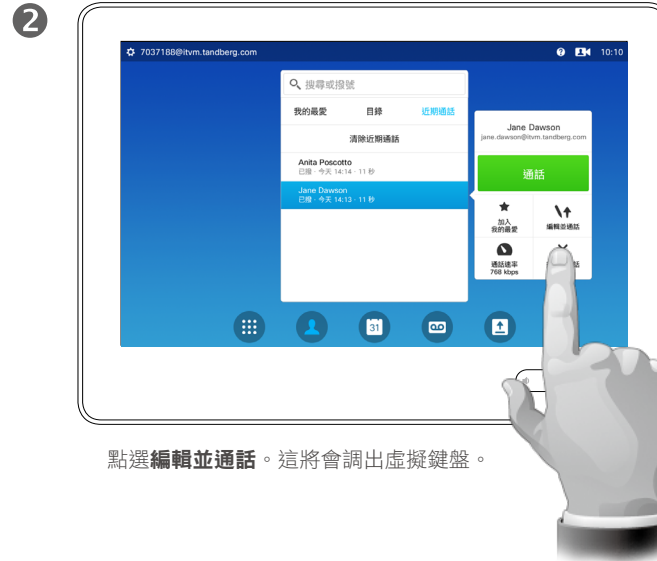 2
7037188@itvm.tandberg.com
10:10
搜尋或撥號
我的最愛 目錄 近期通話
清除近期通話
Anita Poscotto
已撥 · 今天 14:14 · 11 秒
Jane Dawson
已撥 · 今天 14:13 · 11 秒
Jane Dawson
jane.dawson@itvm.tandberg.com
通話
加入
我的最愛
編輯並通話
通話速率
768 kbps
話
31
點選編輯並通話。這將會調出虛擬鍵盤。